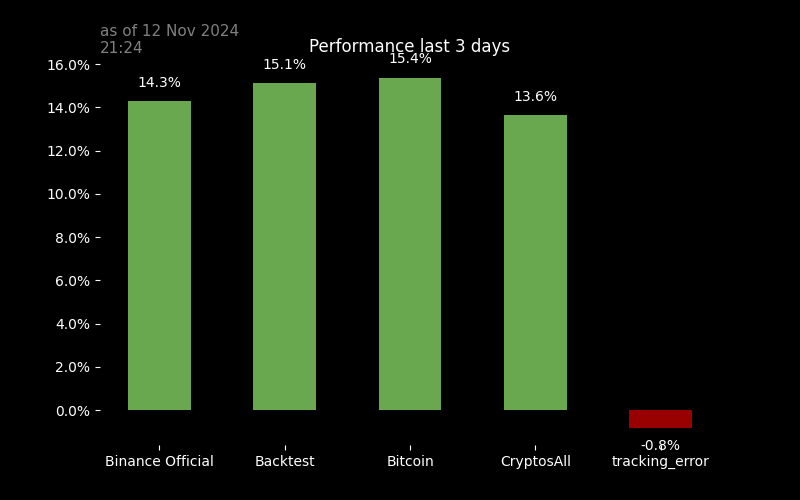 as of 12 Nov 2024
21:24
Performance last 3 days
16.0%
14.0%
12.0%
10.0%
8.0%
6.0%
4.0%
2.0%
0.0%
14.3%
15.1%
15.4%
13.6%
-0.8%
Binance Official
Backtest
Bitcoin
CryptosAll
tracking_error